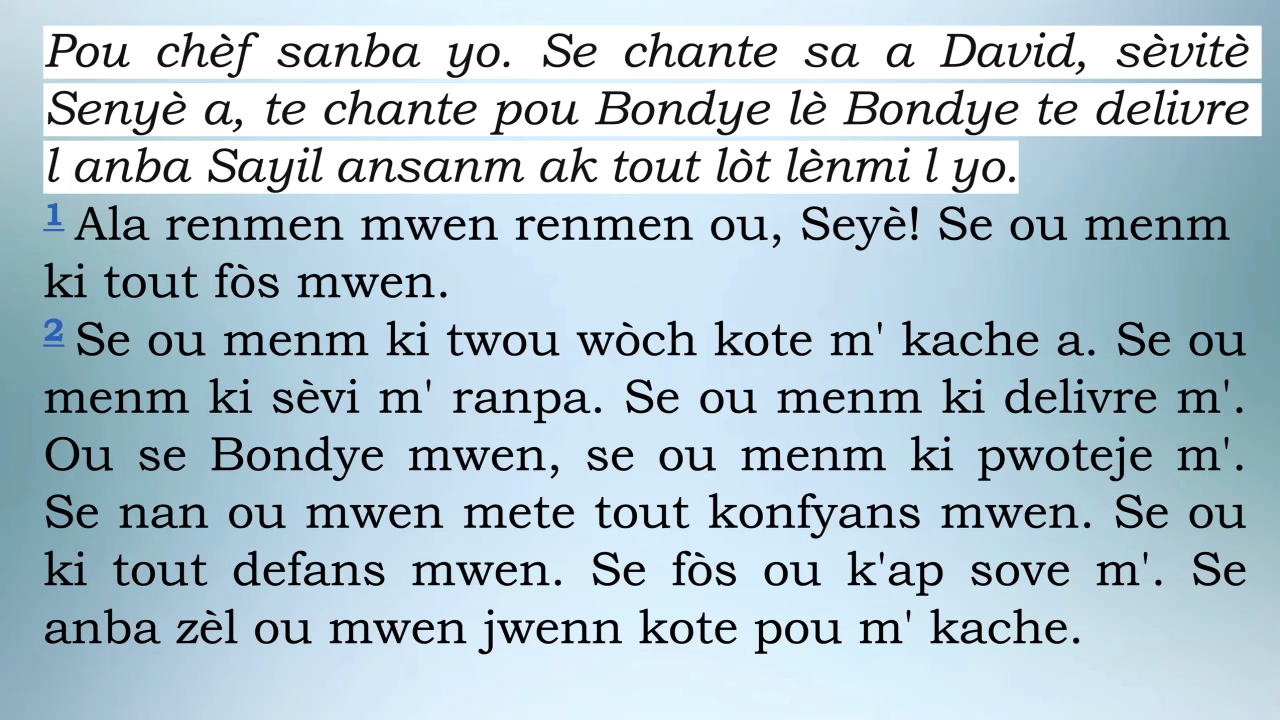 Pou chèf sanba yo. Se chante sa a David, sèvitè
Senyè a, te chante pou Bondye lè Bondye te delivre
l anba Sayil ansanm ak tout lòt lènmi l yo.
1 Ala renmen mwen renmen ou, Seyè! Se ou menm
ki tout fòs mwen.
2 Se ou menm ki twou wòch kote m' kache a. Se ou
menm ki sèvi m' ranpa. Se ou menm ki delivre m'.
Ou se Bondye mwen, se ou menm ki pwoteje m'.
Se nan ou mwen mete tout konfyans mwen. Se ou
ki tout defans mwen. Se fòs ou k'ap sove m'. Se
anba zèl ou mwen jwenn kote pou m' kache.